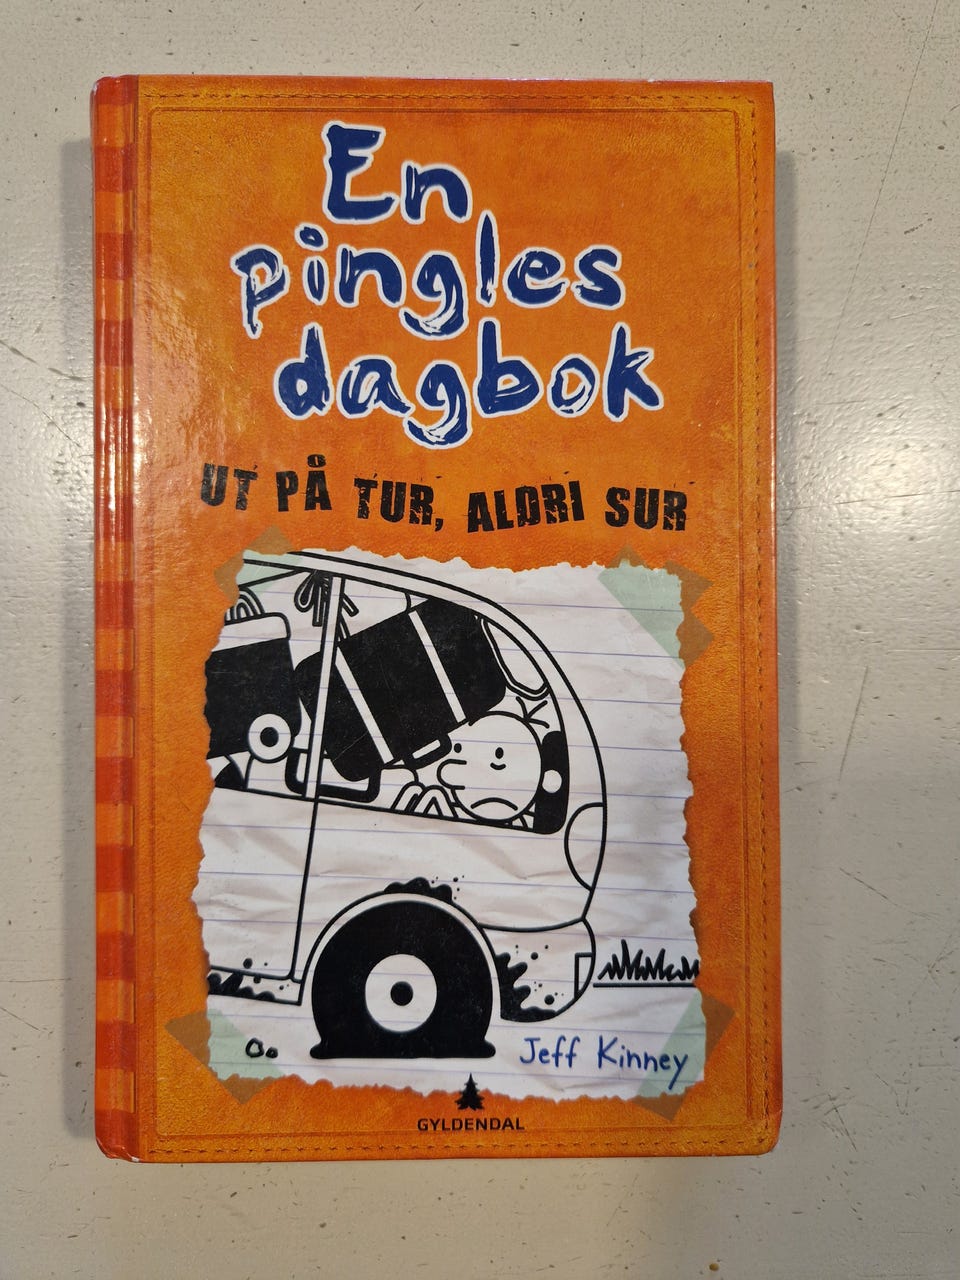 En
pingles
dagbok
UT PÅ TUR, ALDRI SUR
Jeff Kinney
GYLDENDAL